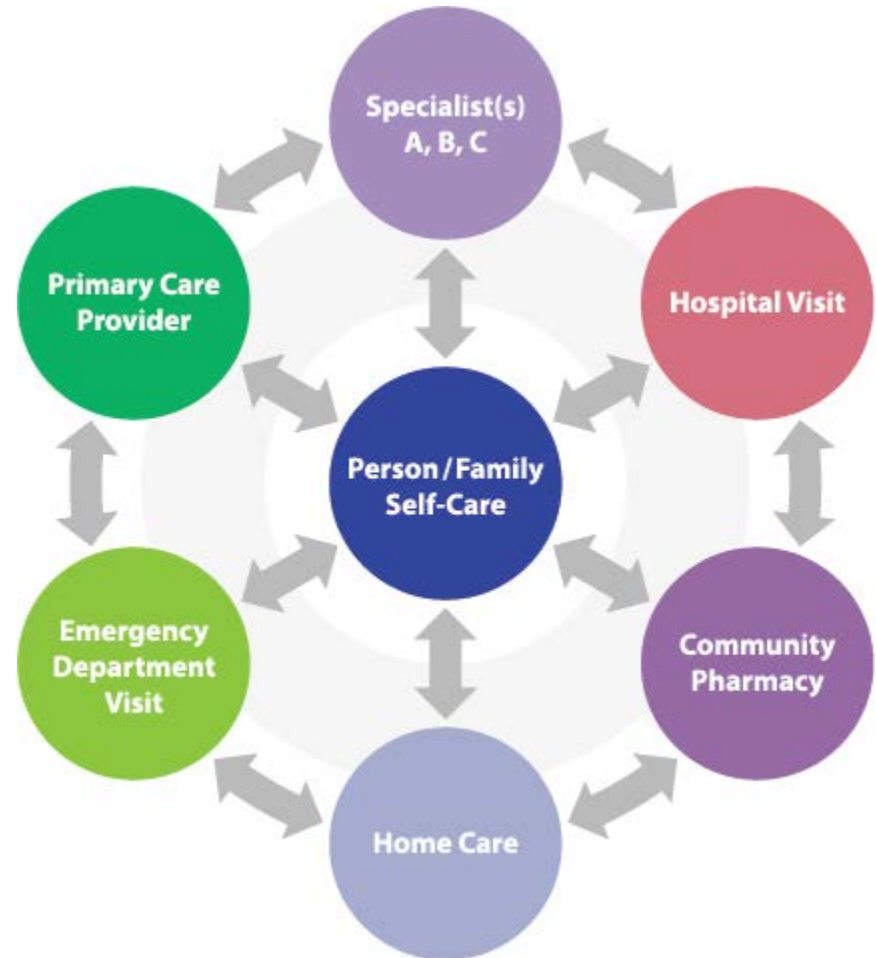 Specialist(s)
A, B, C
Primary Care
Provider
Hospital Visit
Person/Family
Self-Care
Emergency
Department
Visit
Community
Pharmacy
Home Care